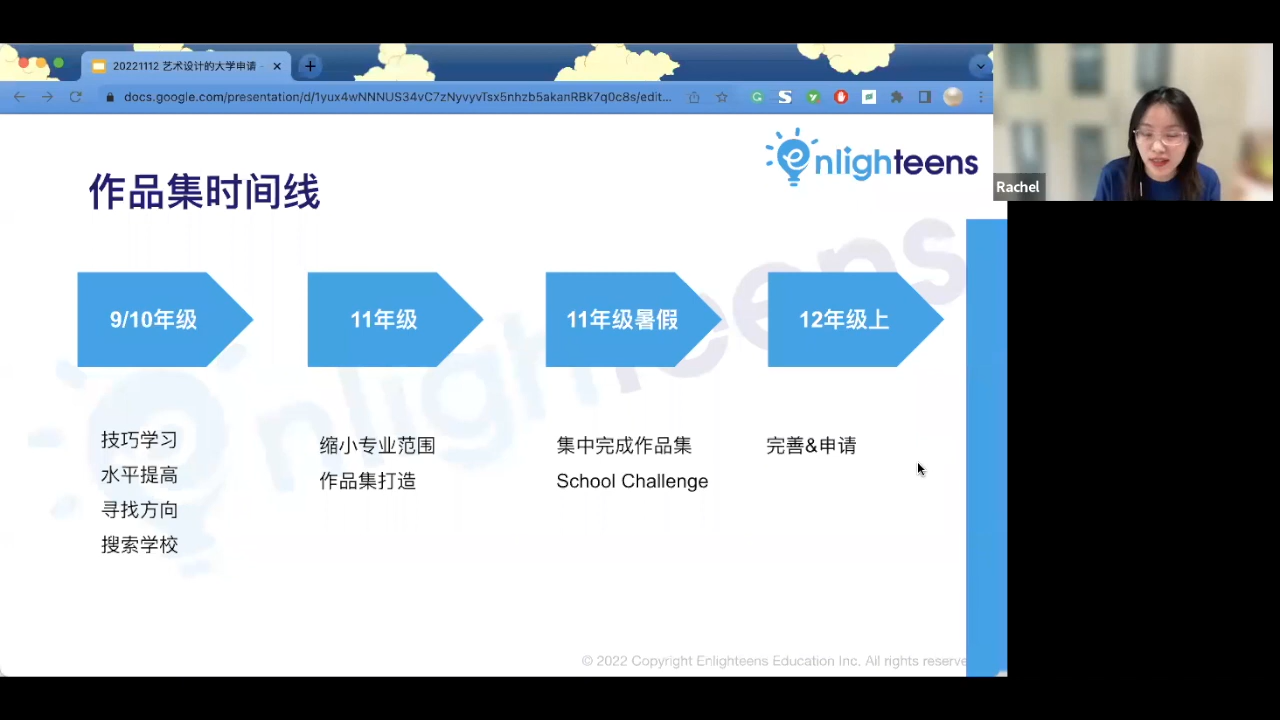 20221112 艺术设计的大学申请 -
docs.google.com/presentation/d/1yux4wNNNUS34vC7zNyvyvTsx5nhzb5akanRBk7q0c8s/edit...
enlighteens
Rachel
作品集时间线
9/10年级
11年级
11年级暑假
12年级上
技巧学习
水平提高
寻找方向
搜索学校
缩小专业范围
作品集打造
集中完成作品集
School Challenge
完善&申请
enlighteens
© 2022 Copyright Enlighteens Education Inc. All rights reserve